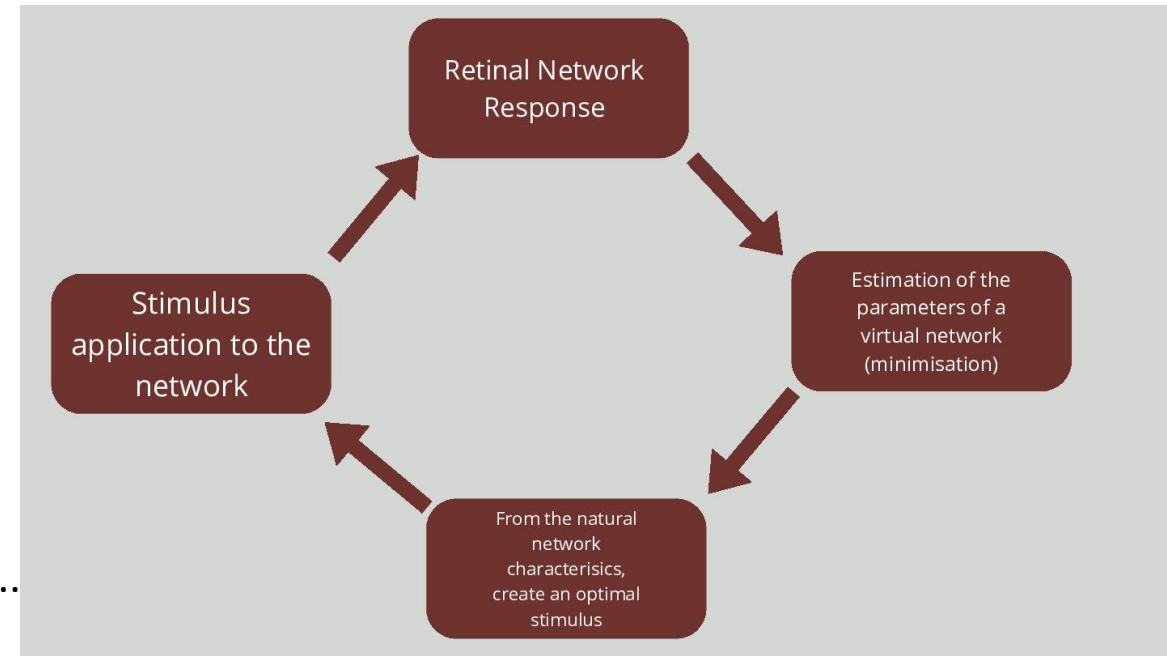 Retinal Network
Response
Estimation of the
parameters of a
virtual network
(minimisation)
Stimulus
application to the
network
From the natural
network
characterisics,
create an optimal
stimulus
..